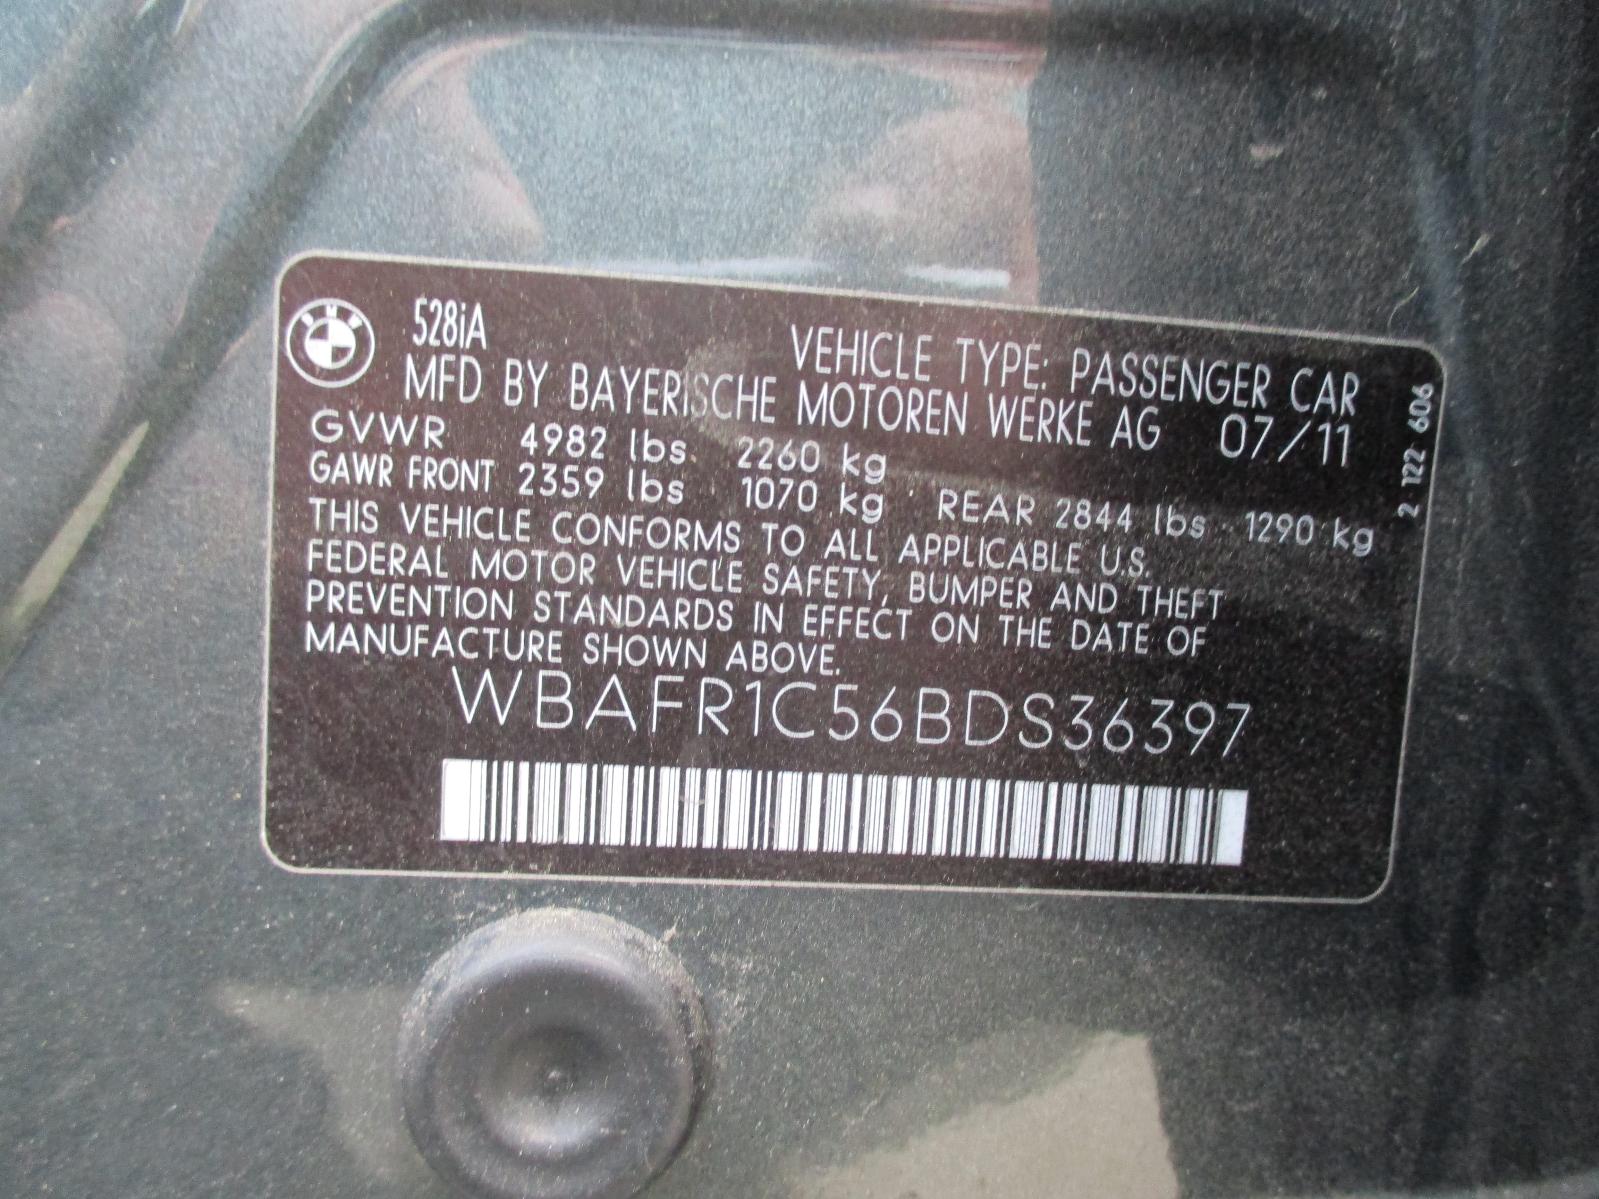 BMW
528iA
VEHICLE TYPE: PASSENGER CAR
MFD BY BAYERISCHE MOTOREN WERKE AG 07/11
GVWR 4982 lbs 2260 kg
GAWR FRONT 2359 lbs 1070 kg REAR 2844 lbs 1290 kg
THIS VEHICLE CONFORMS TO ALL APPLICABLE U.S.
FEDERAL MOTOR VEHICLE SAFETY, BUMPER AND THEFT
PREVENTION STANDARDS IN EFFECT ON THE DATE OF
MANUFACTURE SHOWN ABOVE.
WBAFR1C56BDS36397
2 122 606